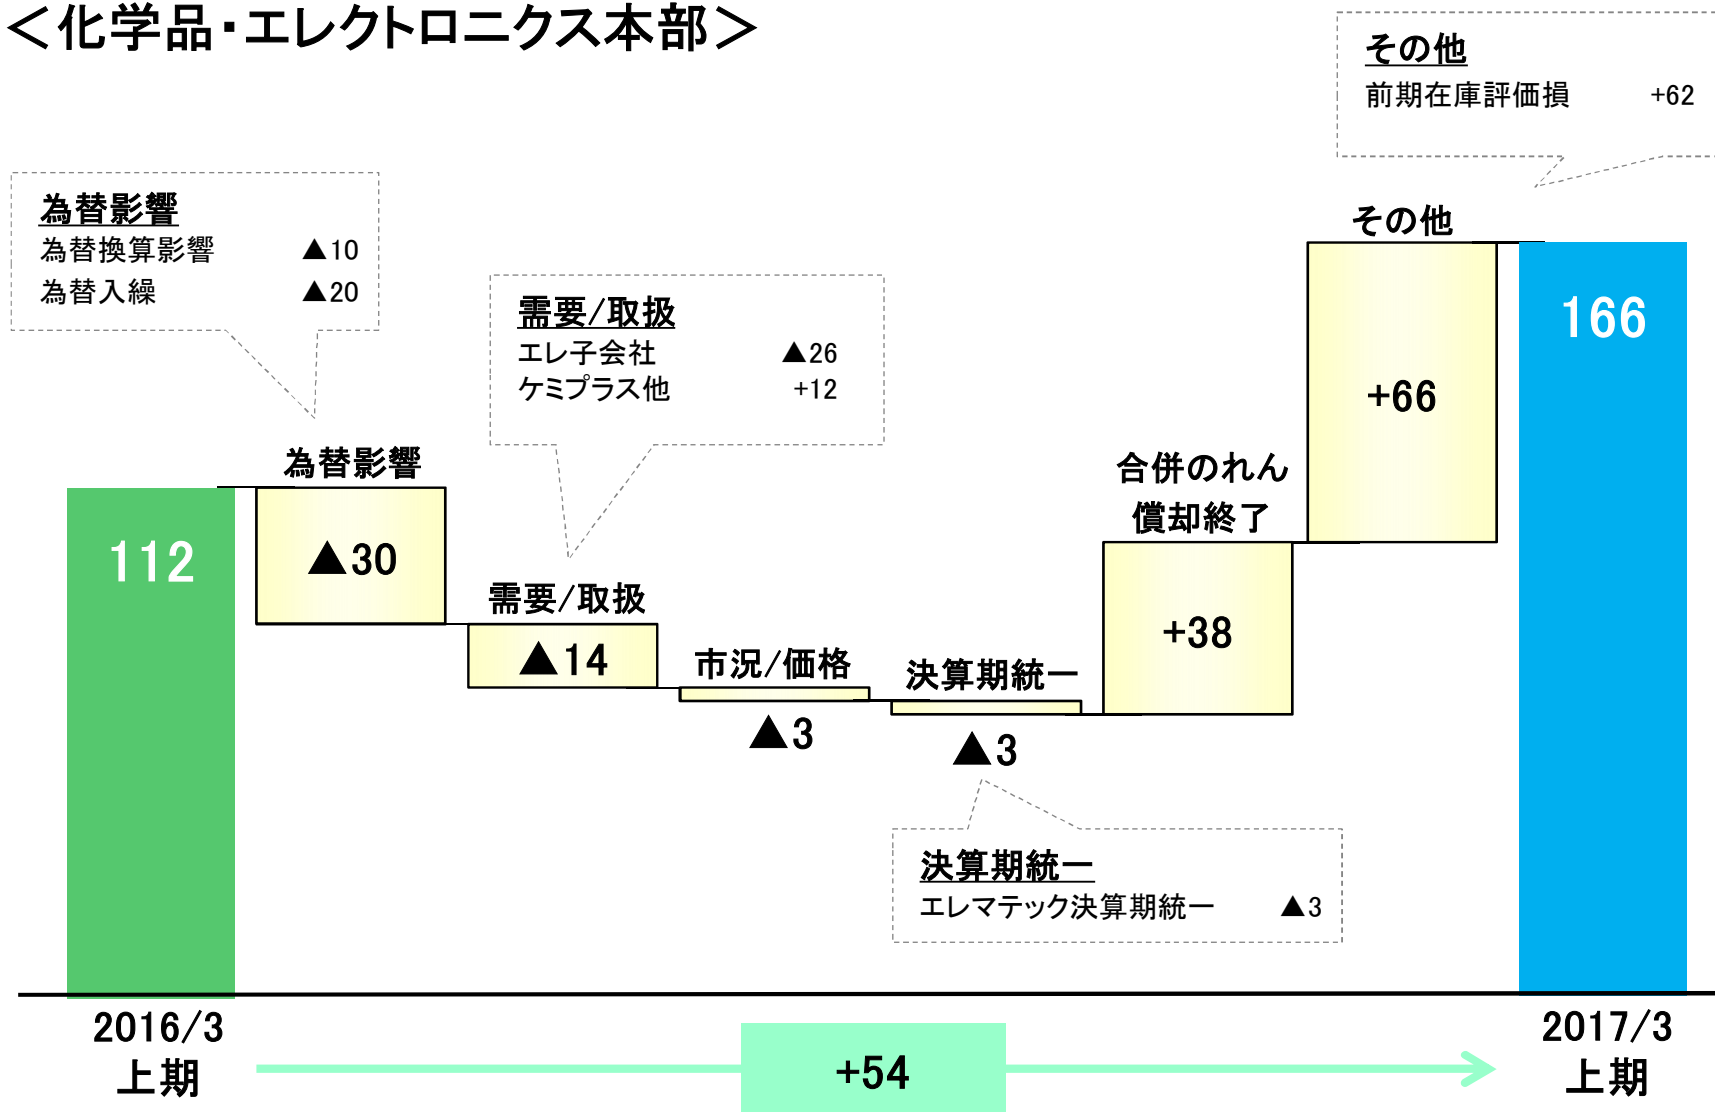 ＜化学品・エレクトロニクス本部＞
その他
前期在庫評価損 +62
為替影響
為替換算影響 ▲10
為替入繰 ▲20
需要/取扱
エレ子会社 ▲26
ケミプラス他 +12
その他
166
+66
為替影響
合併のれん
償却終了
112
▲30
需要/取扱
▲14
市況/価格
決算期統一
+38
▲3
▲3
決算期統一
エレマテック決算期統一 ▲3
2016/3
上期
+54
2017/3
上期